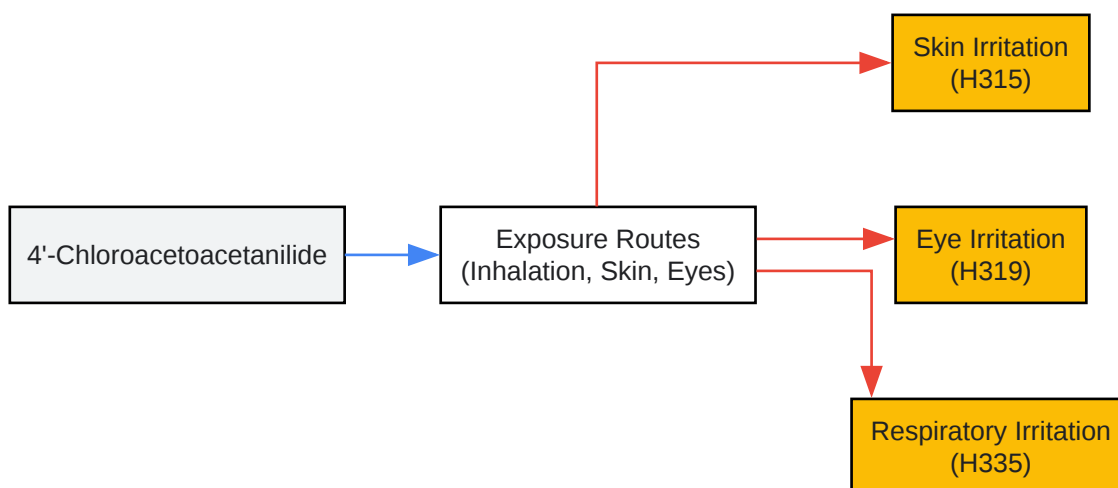 Skin Irritation
(H315)
4'-Chloroacetoacetanilide
Exposure Routes
(Inhalation, Skin, Eyes)
Eye Irritation
(H319)
Respiratory Irritation
(H335)